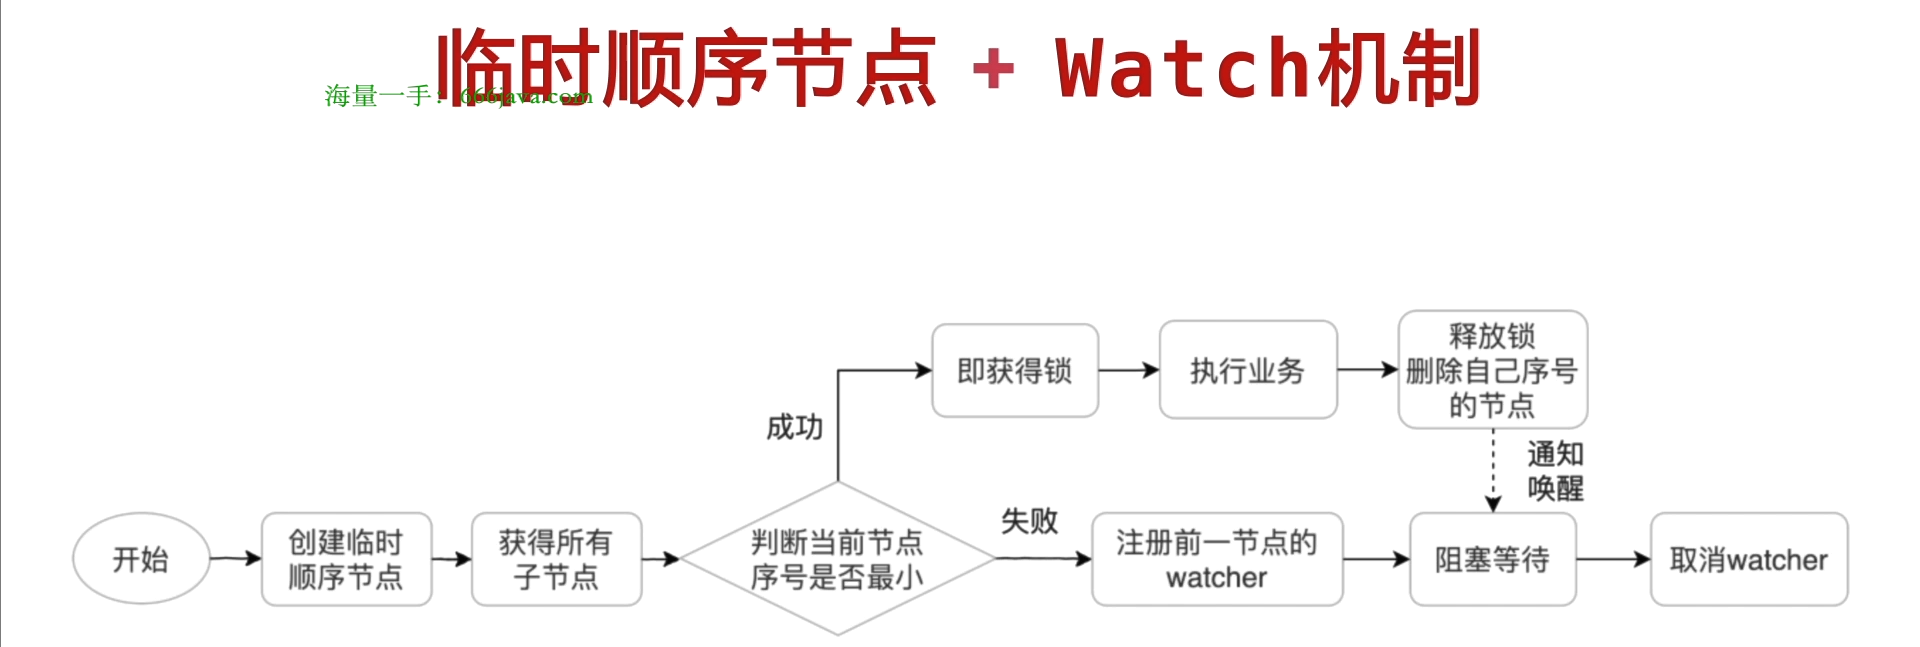 临时顺序节点 + Watch机制
海量一手：666java.com
开始
创建临时
顺序节点
获得所有
子节点
判断当前节点
序号是否最小
成功
即获得锁
执行业务
释放锁
删除自己序号
的节点
通知
唤醒
失败
注册前一节点的
watcher
阻塞等待
取消watcher